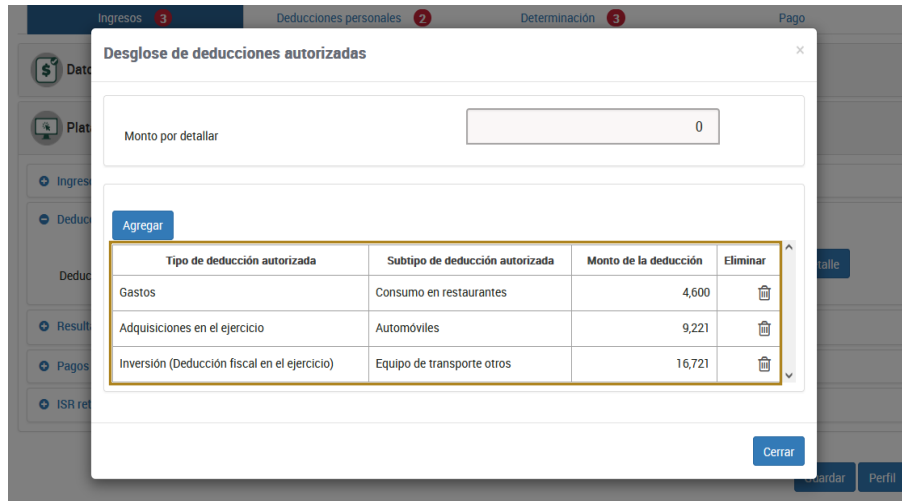 Ingresos 3 Deducciones personales 2 Determinación 3 Pago
Desglose de deducciones autorizadas ×
Monto por detallar 0
Agregar
Tipo de deducción autorizada Subtipo de deducción autorizada Monto de la deducción Eliminar
Gastos Consumo en restaurantes 4,600
Adquisiciones en el ejercicio Automóviles 9,221
Inversión (Deducción fiscal en el ejercicio) Equipo de transporte otros 16,721
Cerrar
Dato
Plat
Ingres
Deducc
Deduc talle
Result
Pagos
ISR ret
uardar Perfil